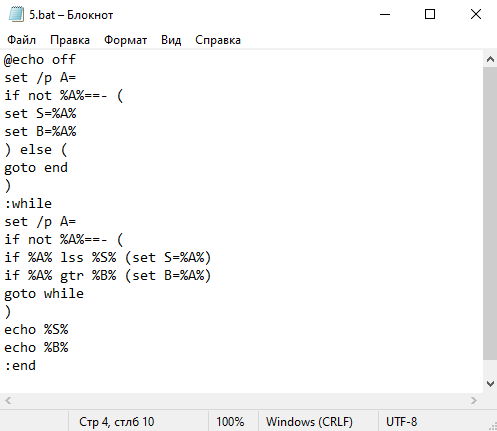 5.bat – Блокнот
Файл Правка Формат Вид Справка
@echo off
set /p A=
if not %A%==- (
set S=%A%
set B=%A%
) else (
goto end
)
:while
set /p A=
if not %A%==- (
if %A% lss %S% (set S=%A%)
if %A% gtr %B% (set B=%A%)
goto while
)
echo %S%
echo %B%
:end
Стр 4, стлб 10 100% Windows (CRLF) UTF-8